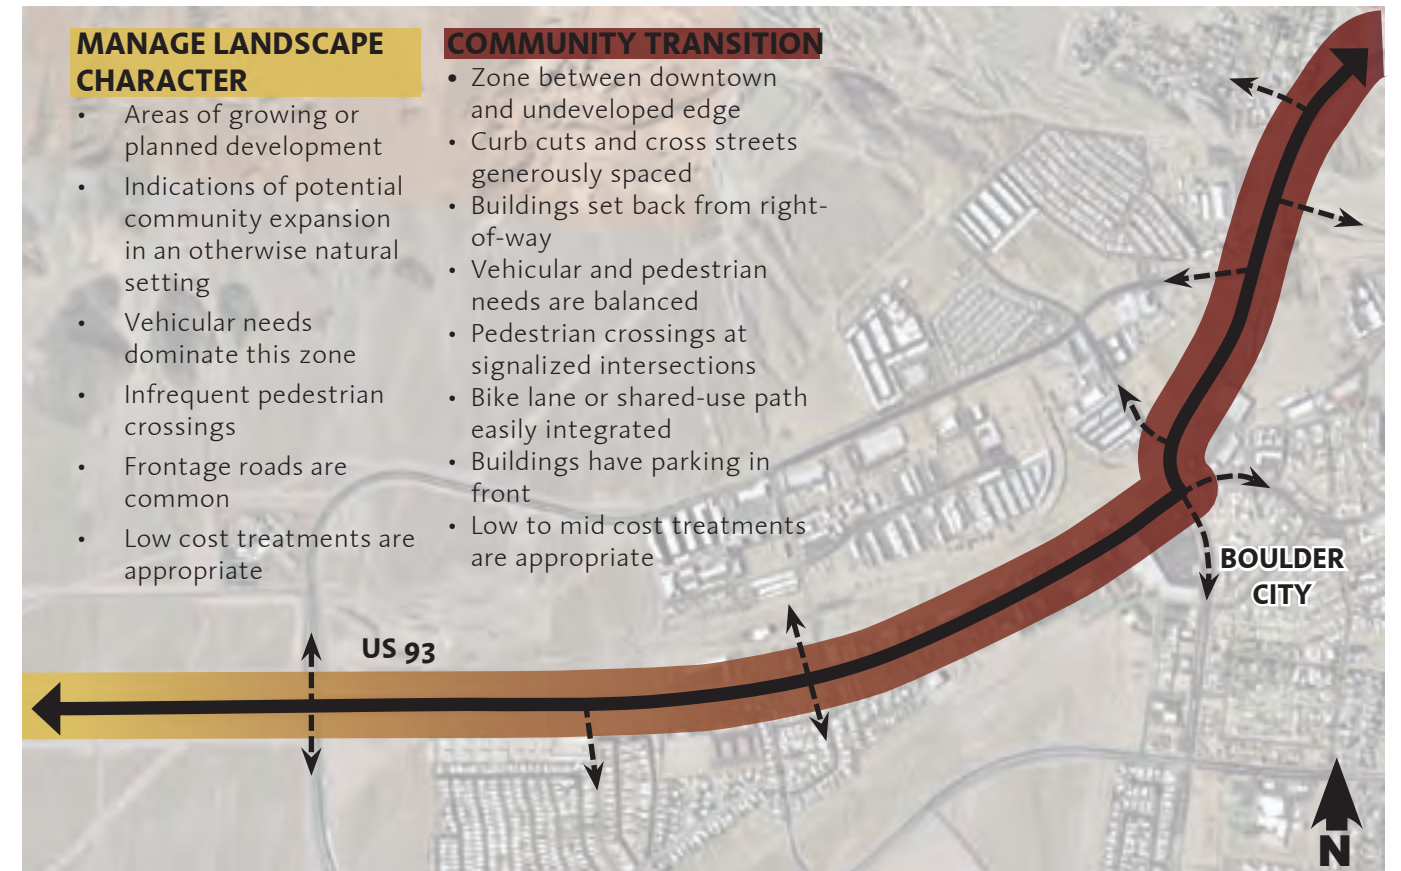 MANAGE LANDSCAPE
CHARACTER
• Areas of growing or
planned development
• Indications of potential
community expansion
in an otherwise natural
setting
• Vehicular needs
dominate this zone
• Infrequent pedestrian
crossings
• Frontage roads are
common
• Low cost treatments are
appropriate
COMMUNITY TRANSITION
• Zone between downtown
and undeveloped edge
• Curb cuts and cross streets
generously spaced
• Buildings set back from right-
of-way
• Vehicular and pedestrian
needs are balanced
• Pedestrian crossings at
signalized intersections
• Bike lane or shared-use path
easily integrated
• Buildings have parking in
front
• Low to mid cost treatments
are appropriate
US 93
BOULDER
CITY
N